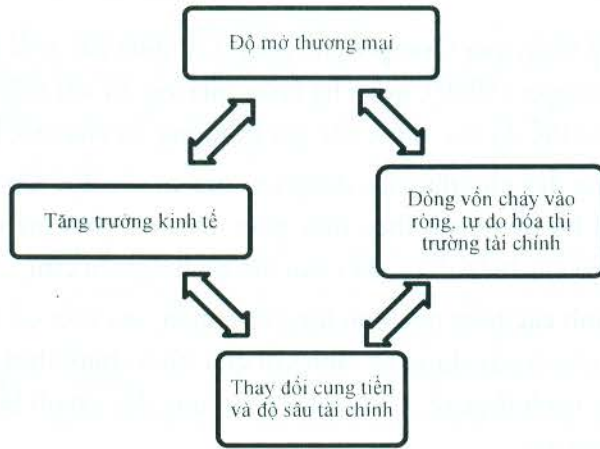 Độ mở thương mại
Tăng trưởng kinh tế
Dòng vốn chảy vào
ròng. tự do hóa thị
trường tài chính
Thay đổi cung tiền
và độ sâu tài chính